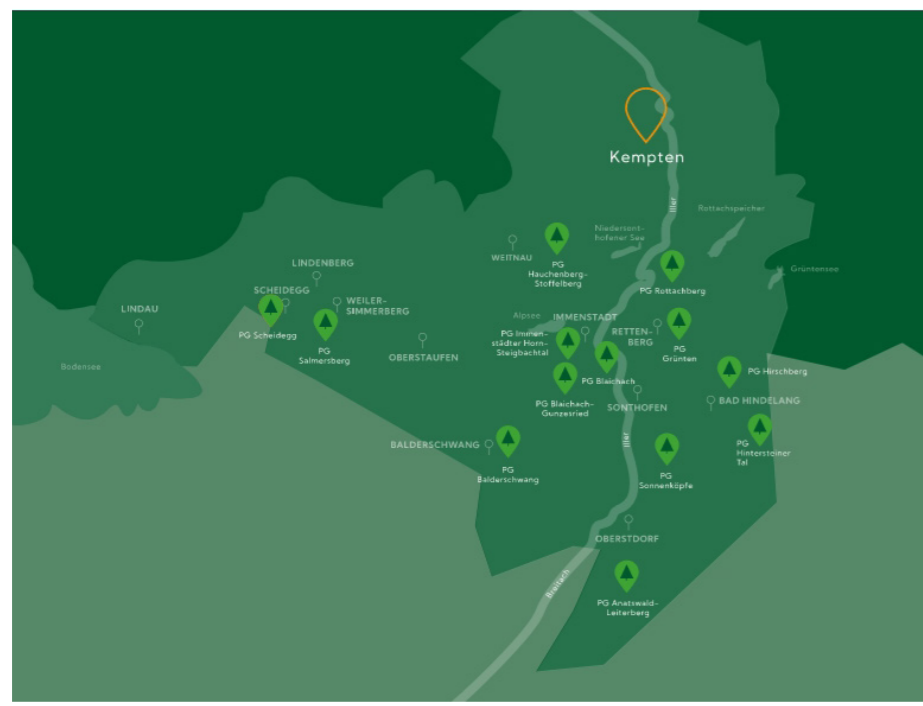 Kempten
Iller
Rottachspeicher
Niedersont-
hofener See
WEITNAU
PG
Hauchenberg-
Stoffelberg
PG Rottachberg
Grüntensee
LINDENBERG
SCHEIDEGG
WEILER-
SIMMERBERG
LINDAU
PG Scheidegg
PG
Salmersberg
Bodensee
OBERSTAUFEN
Alpsee
IMMENSTADT
PG Immen-
städter Horn-
Steigbachtal
RETTEN-
BERG
PG
Grünten
PG Blaichach
PG Hirschberg
PG Blaichach-
Gunzesried
SONTHOFEN
BAD HINDELANG
BALDERSCHWANG
PG
Balderschwang
Iller
PG
Hintersteiner
Tal
PG
Sonnenköpfe
OBERSTDORF
Breitach
PG Anatswald-
Leiterberg